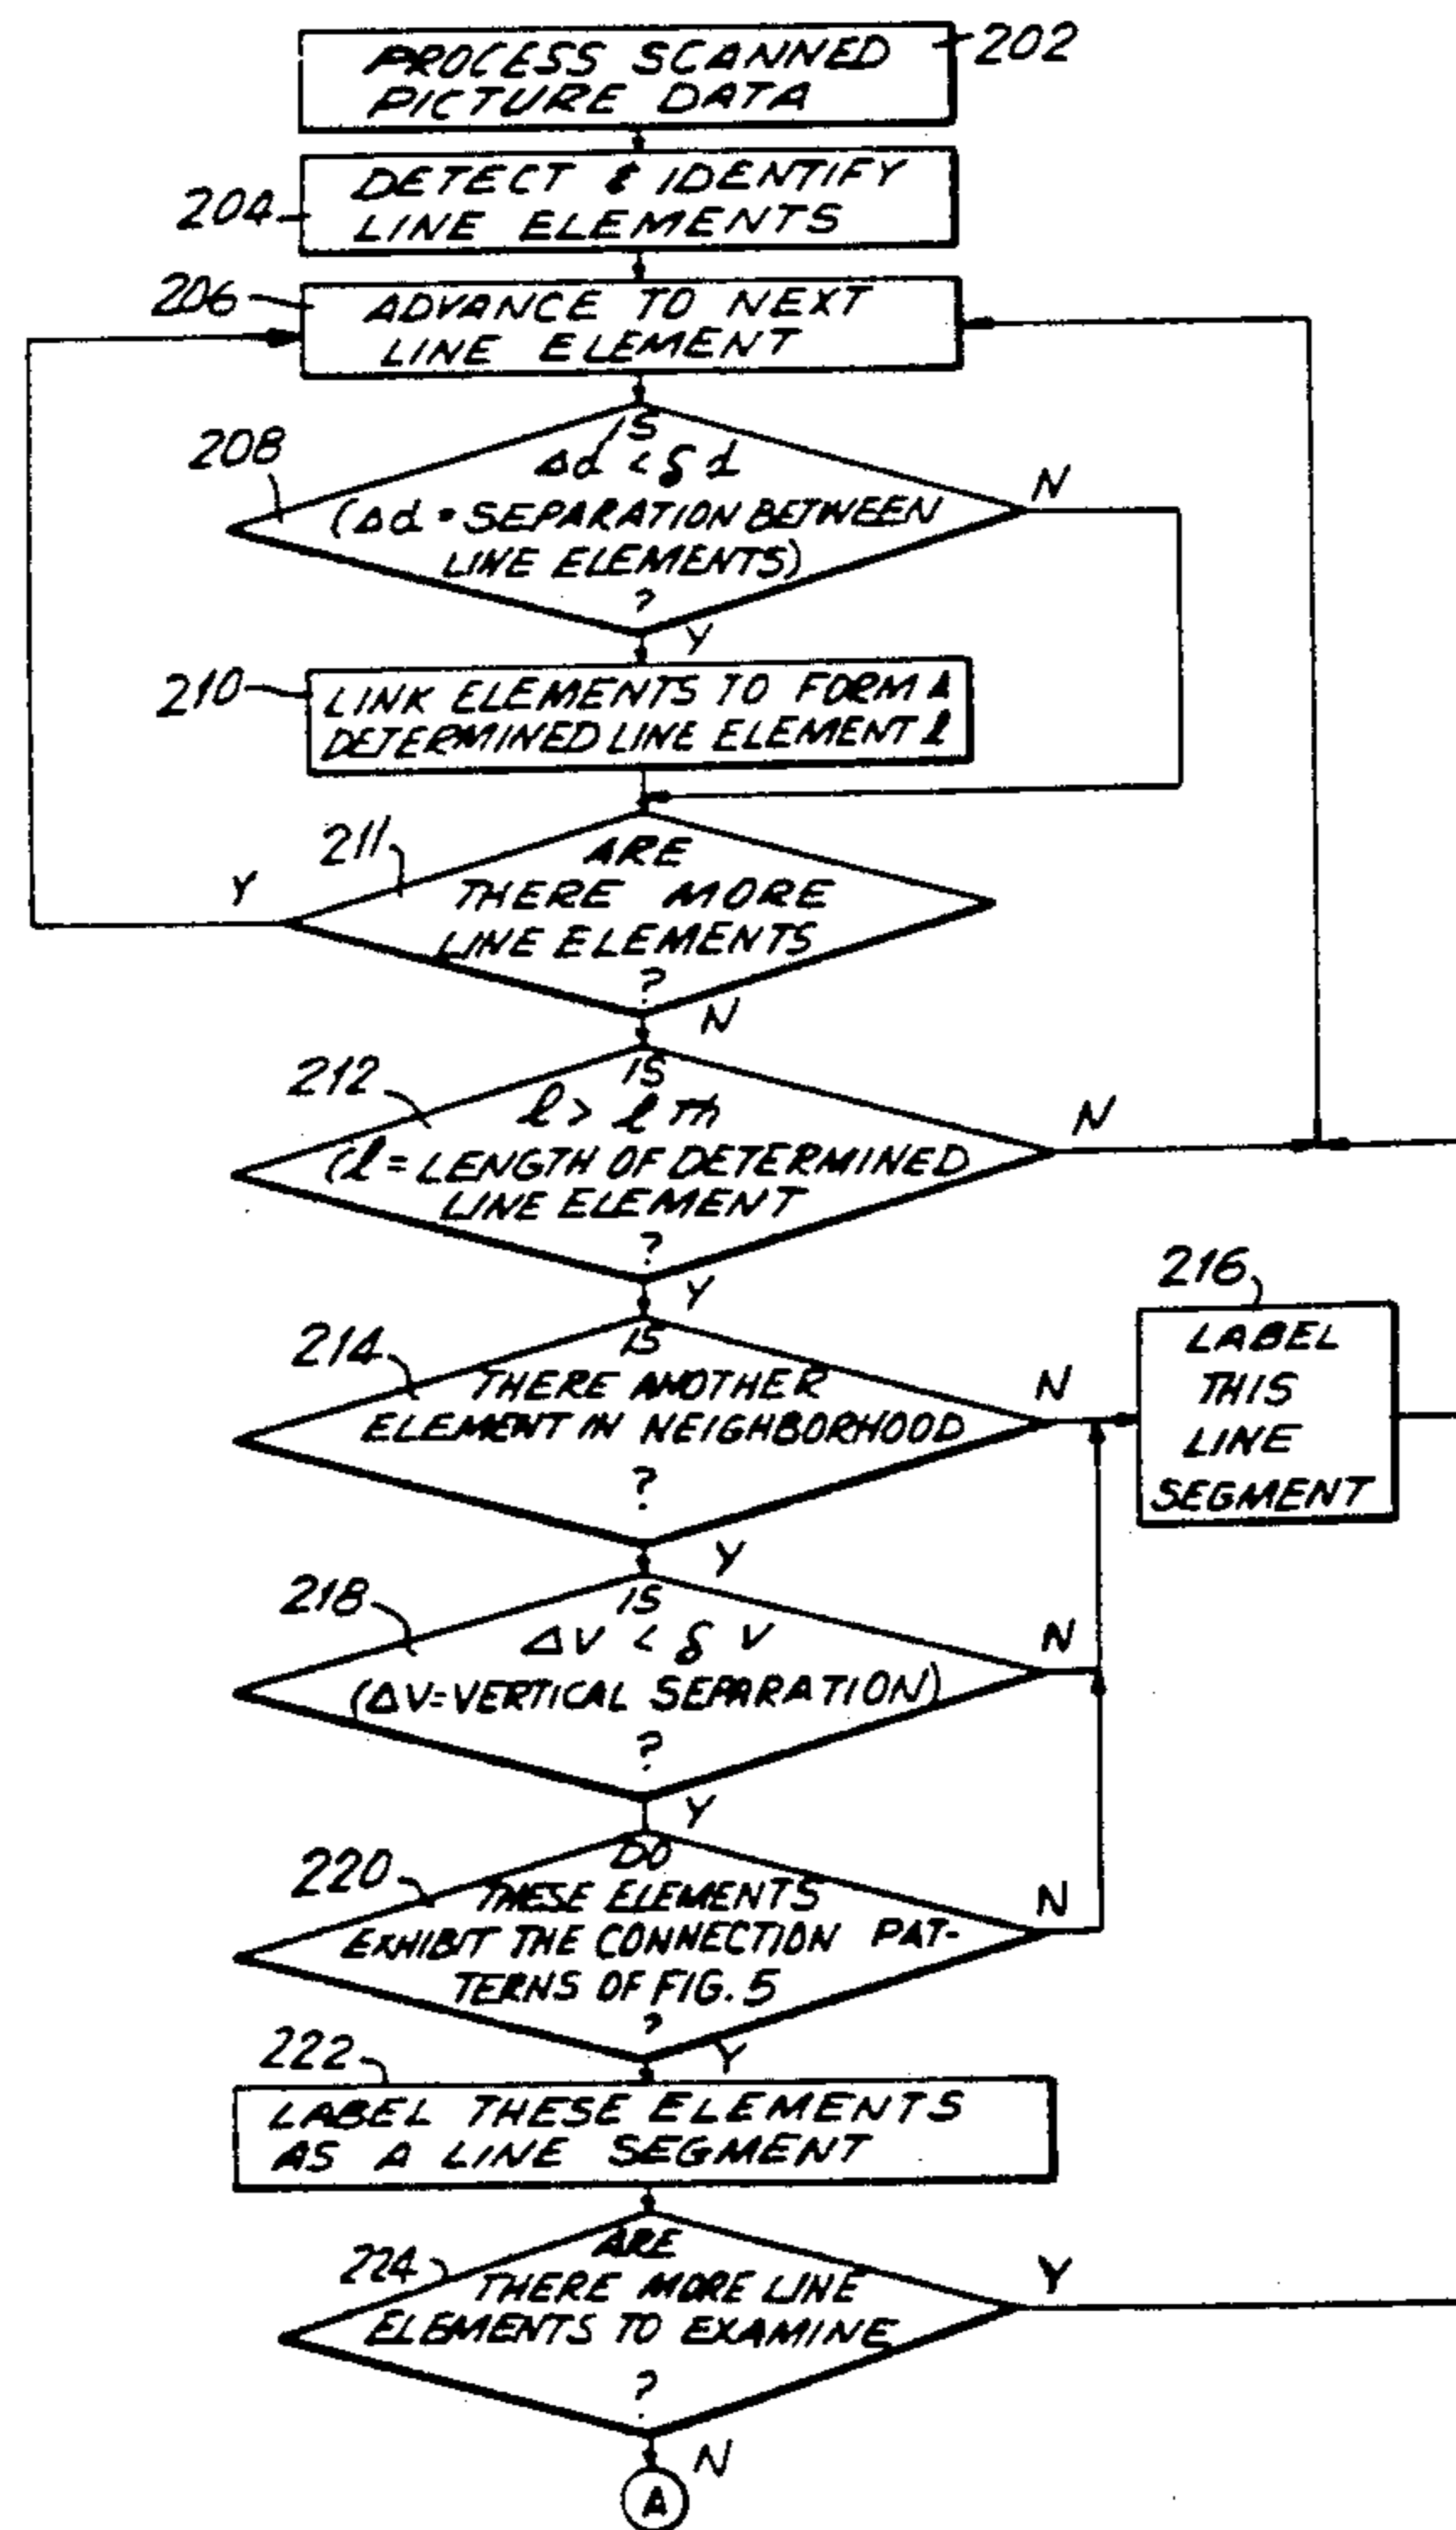 PROCESS SCANNED
PICTURE DATA
202
DETECT & IDENTIFY
LINE ELEMENTS
204
206
ADVANCE TO NEXT
LINE ELEMENT
208
IS
Δd < δ d
(Δd = SEPARATION BETWEEN
LINE ELEMENTS)
?
N
Y
210
LINK ELEMENTS TO FORM A
DETERMINED LINE ELEMENT l
211
ARE
THERE MORE
LINE ELEMENTS
?
Y
N
212
IS
l > l Th
(l = LENGTH OF DETERMINED
LINE ELEMENT
?
N
Y
214
IS
THERE ANOTHER
ELEMENT IN NEIGHBORHOOD
?
N
Y
216
LABEL
THIS
LINE
SEGMENT
218
IS
ΔV < δ V
(ΔV = VERTICAL SEPARATION)
?
N
Y
220
DO
THESE ELEMENTS
EXHIBIT THE CONNECTION PAT-
TERNS OF FIG. 5
?
N
Y
222
LABEL THESE ELEMENTS
AS A LINE SEGMENT
224
ARE
THERE MORE LINE
ELEMENTS TO EXAMINE
?
Y
N
A